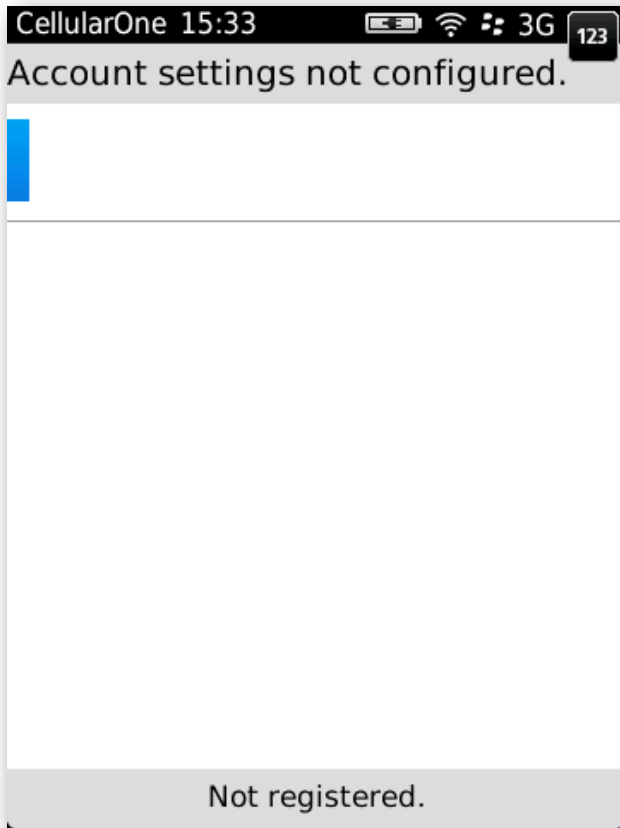 CellularOne 15:33 3G 123
Account settings not configured.
Not registered.